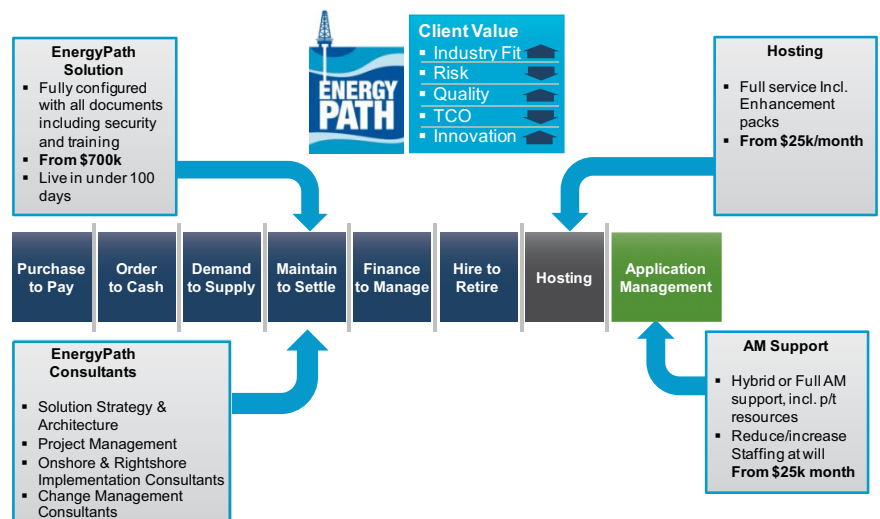 EnergyPath
Solution
▪ Fully configured
with all documents
including security
and training
▪ From $700k
▪ Live in under 100
days
ENERGY
PATH
Client Value
▪ Industry Fit
▪ Risk
▪ Quality
▪ TCO
▪ Innovation
Hosting
▪ Full service Incl.
Enhancement
packs
▪ From $25k/month
Purchase
to Pay
Order
to Cash
Demand
to Supply
Maintain
to Settle
Finance
to Manage
Hire to
Retire
Hosting
Application
Management
EnergyPath
Consultants
▪ Solution Strategy &
Architecture
▪ Project Management
▪ Onshore & Rightshore
Implementation Consultants
▪ Change Management
Consultants
AM Support
▪ Hybrid or Full AM
support, incl. p/t
resources
▪ Reduce/increase
Staffing at will
From $25k month